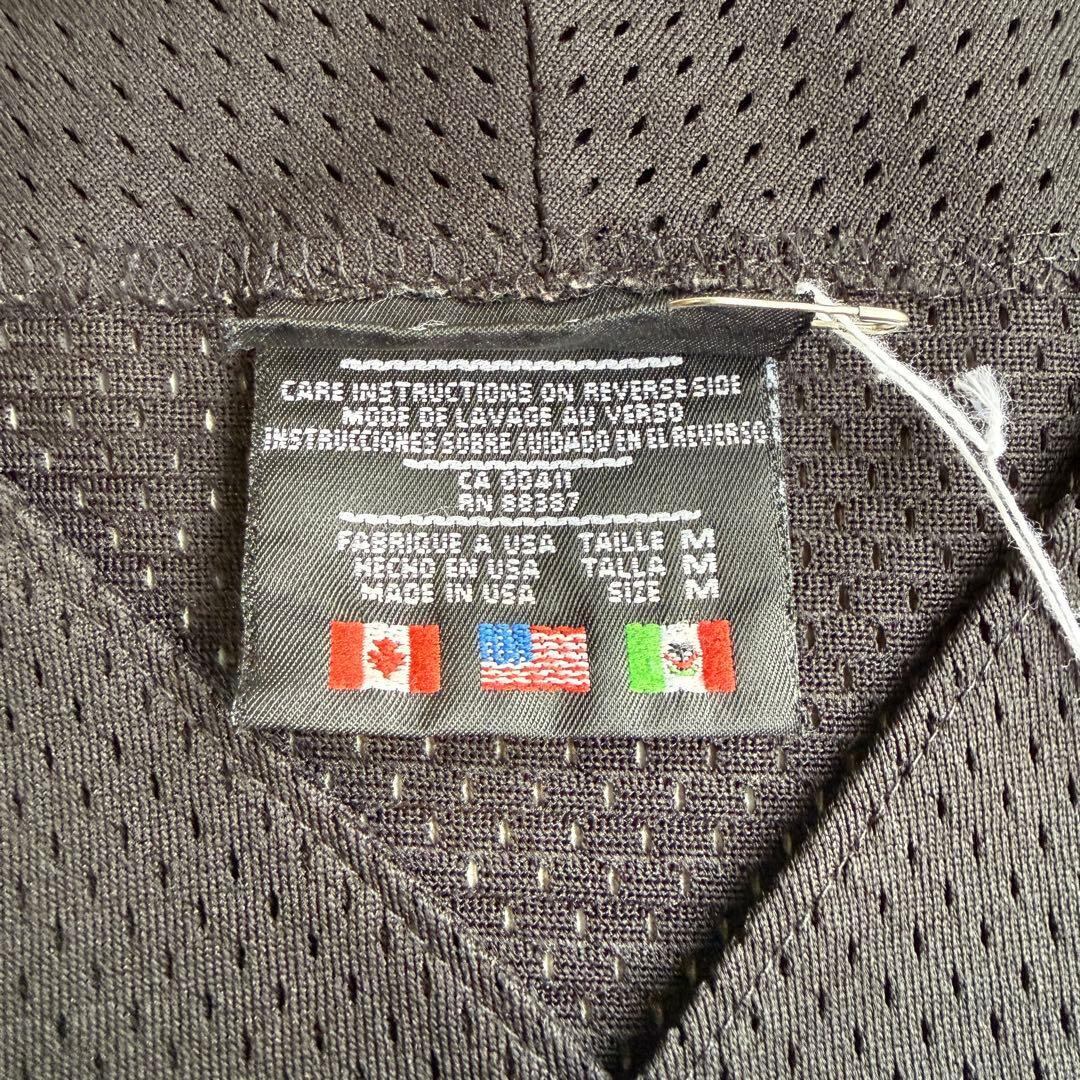 CARE INSTRUCTIONS ON REVERSE SIDE
MODE DE LAVAGE AU VERSO
INSTRUCCIONES SOBRE CUIDADO EN EL REVERSO
CA 00411
RN 88387
FABRIQUE A USA TAILLE M
HECHO EN USA TALLA M
MADE IN USA SIZE M